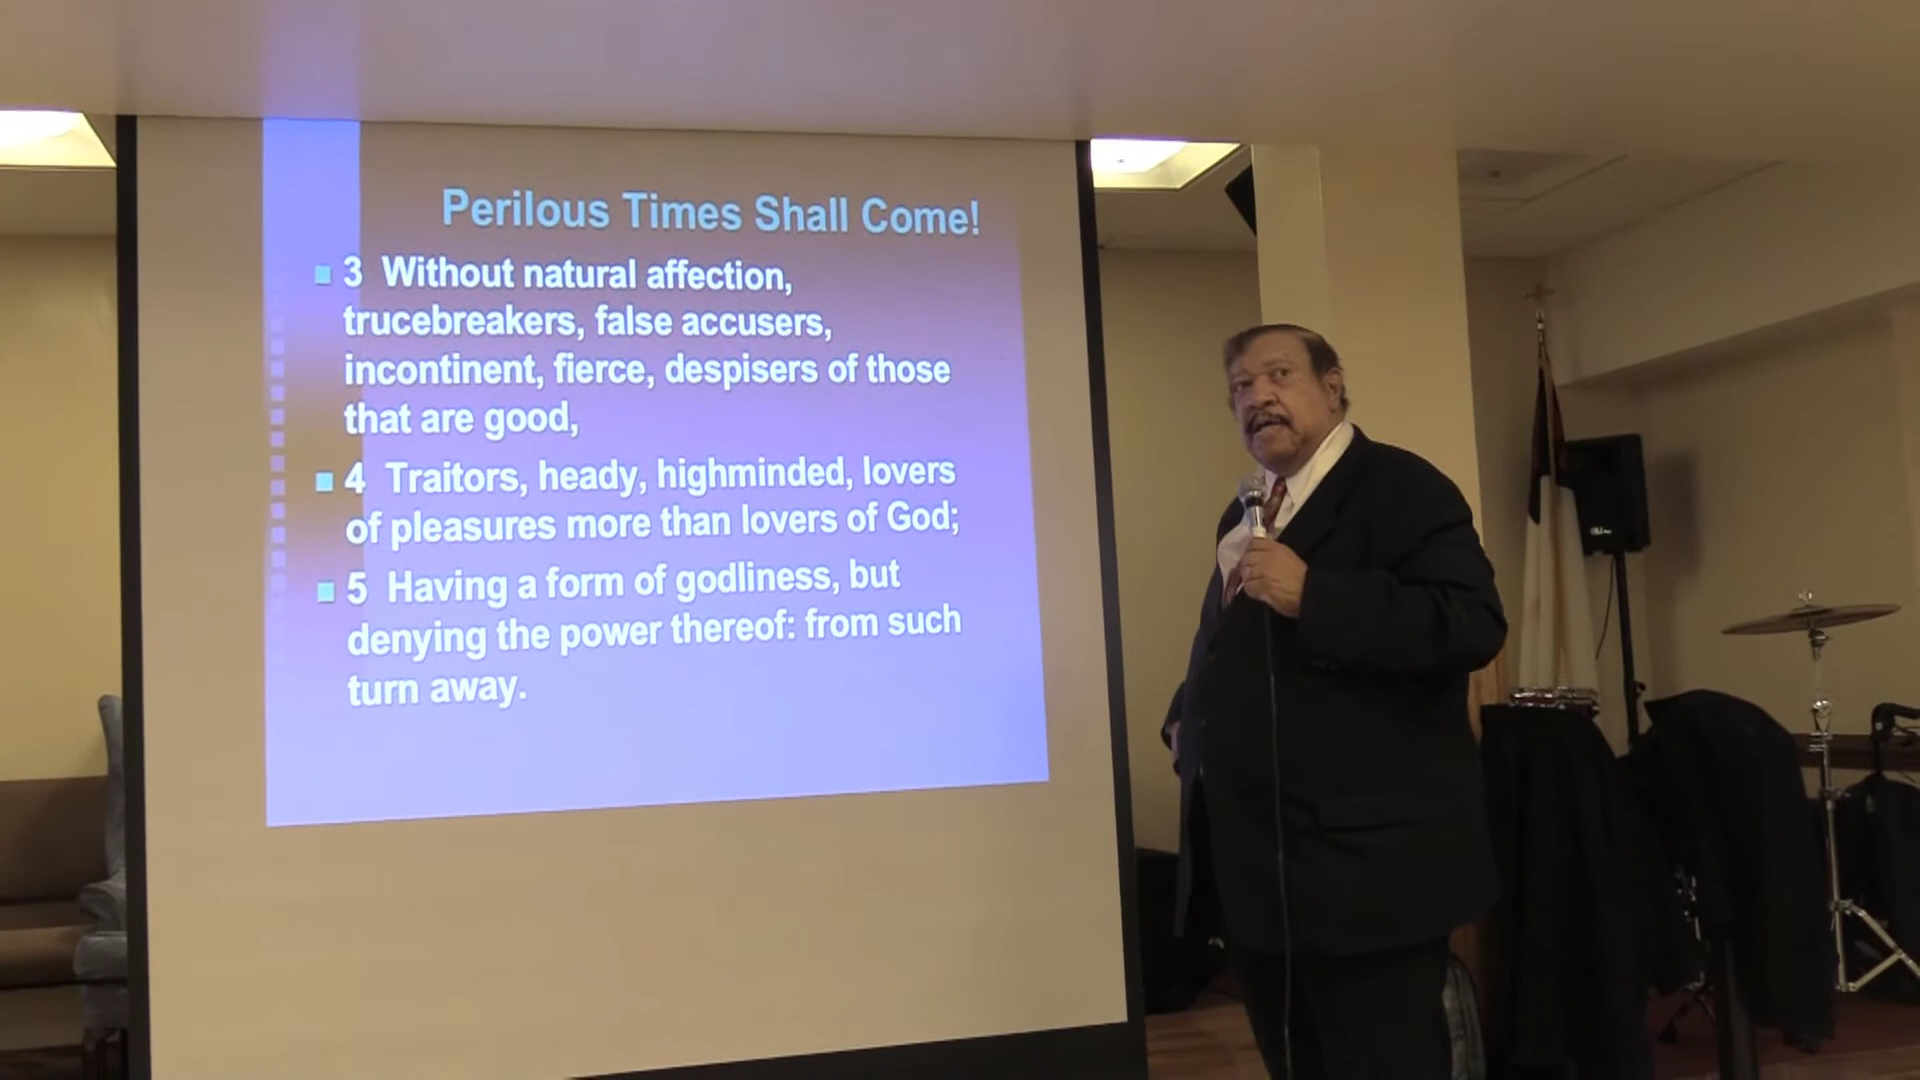 Perilous Times Shall Come!
3 Without natural affection,
trucebreakers, false accusers,
incontinent, fierce, despisers of those
that are good,
4 Traitors, heady, highminded, lovers
of pleasures more than lovers of God;
5 Having a form of godliness, but
denying the power thereof: from such
turn away.